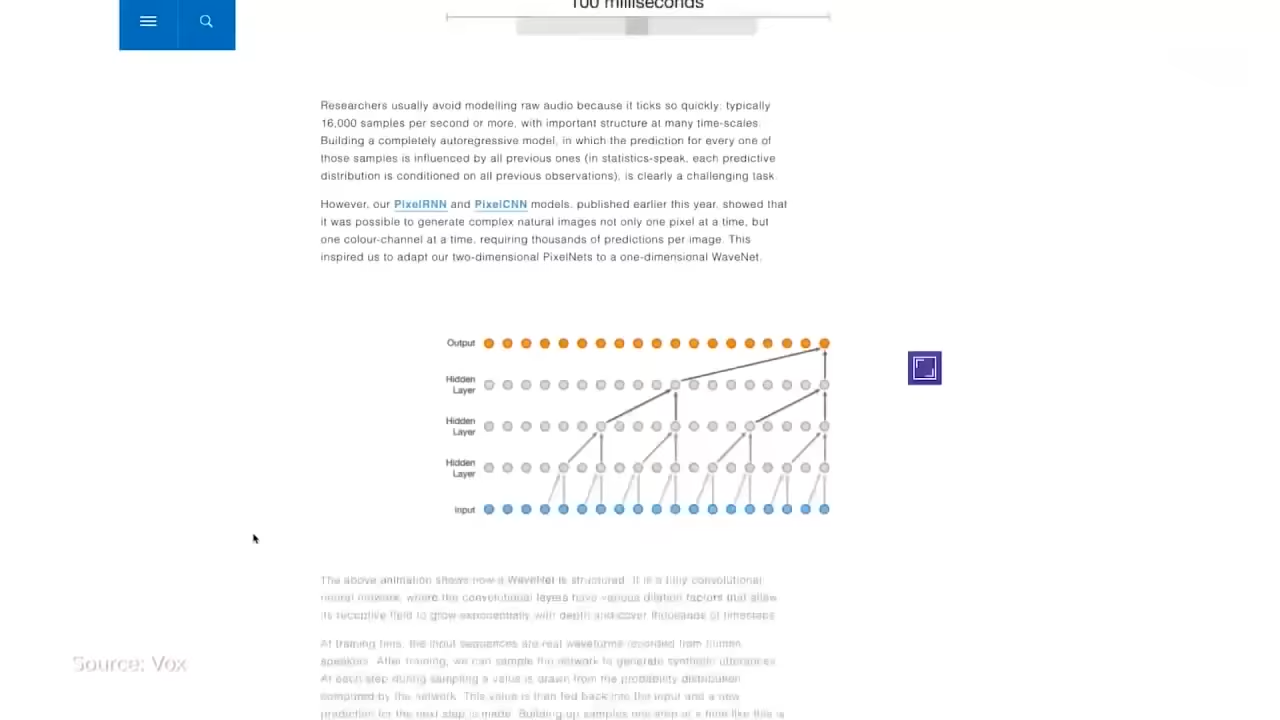 100 milliseconds
Researchers usually avoid modelling raw audio because it ticks so quickly: typically
16,000 samples per second or more, with important structure at many time-scales.
Building a completely autoregressive model, in which the prediction for every one of
those samples is influenced by all previous ones (in statistics-speak, each predictive
distribution is conditioned on all previous observations), is clearly a challenging task.
However, our PixelRNN and PixelCNN models, published earlier this year, showed that
it was possible to generate complex natural images not only one pixel at a time, but
one colour-channel at a time, requiring thousands of predictions per image. This
inspired us to adapt our two-dimensional PixelNets to a one-dimensional WaveNet.
Output
Hidden
Layer
Hidden
Layer
Hidden
Layer
Input
The above animation shows how a WaveNet is structured. It is a fully convolutional
neural network, where the convolutional layers have various dilation factors that allow
its receptive field to grow exponentially with depth and cover thousands of timesteps.
At training time, the input sequences are real waveforms recorded from human
speakers. After training, we can sample the network to generate synthetic utterances.
At each step during sampling a value is drawn from the probability distribution
computed by the network. This value is then fed back into the input and a new
prediction for the next step is made. Building up samples one step at a time like this is
Source: Vox